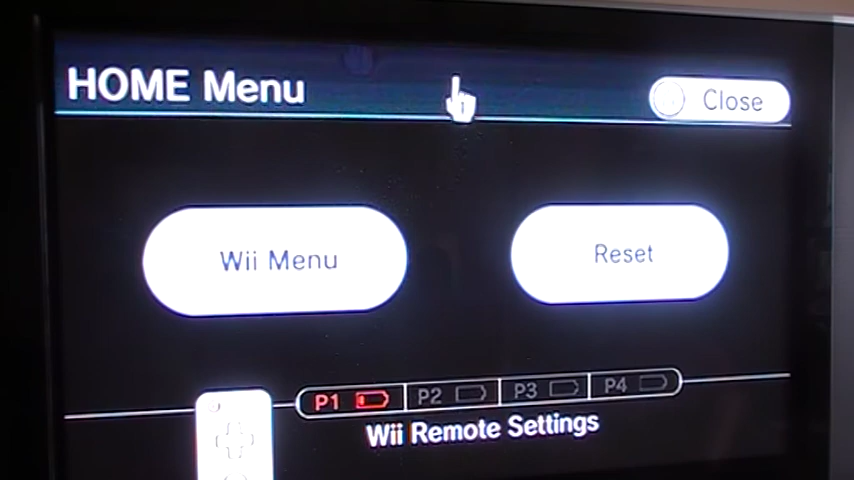 HOME Menu
Close
Wii Menu
Reset
P1 P2 P3 P4
Wii Remote Settings